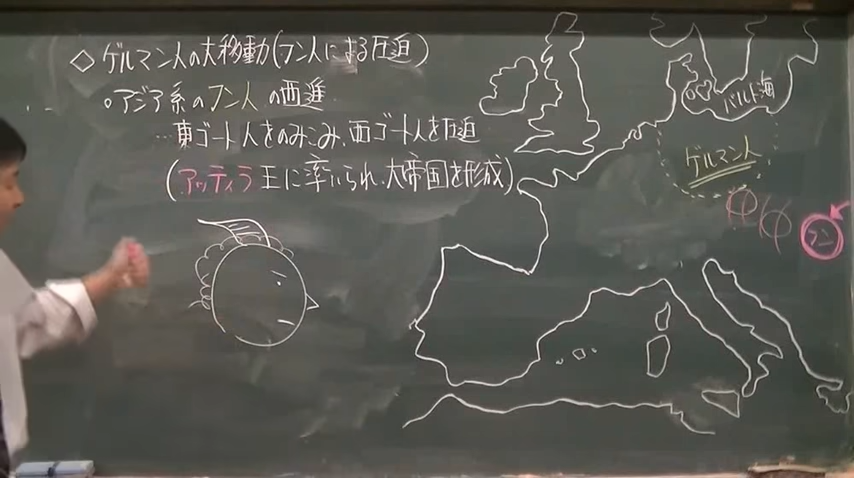 ◇ゲルマン人の大移動(フン人による圧迫)
○アジア系のフン人の西進
…東ゴート人をのみこみ、西ゴート人を圧迫
(アッティラ王に率いられ、大帝国を形成)
バルト海
ゲルマン人
フン